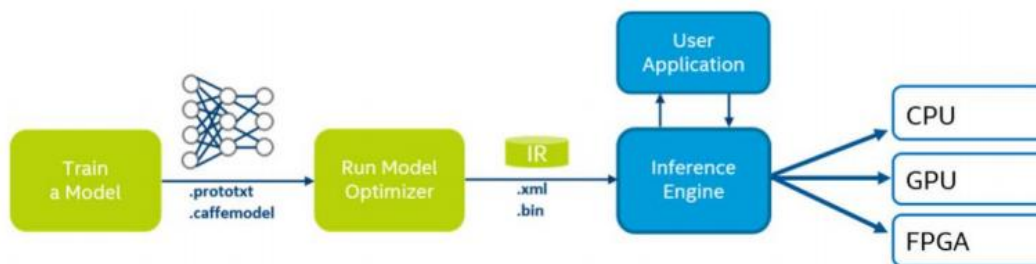 Train
a Model
.prototxt
.caffemodel
Run Model
Optimizer
IR
.xml
.bin
User
Application
Inference
Engine
CPU
GPU
FPGA